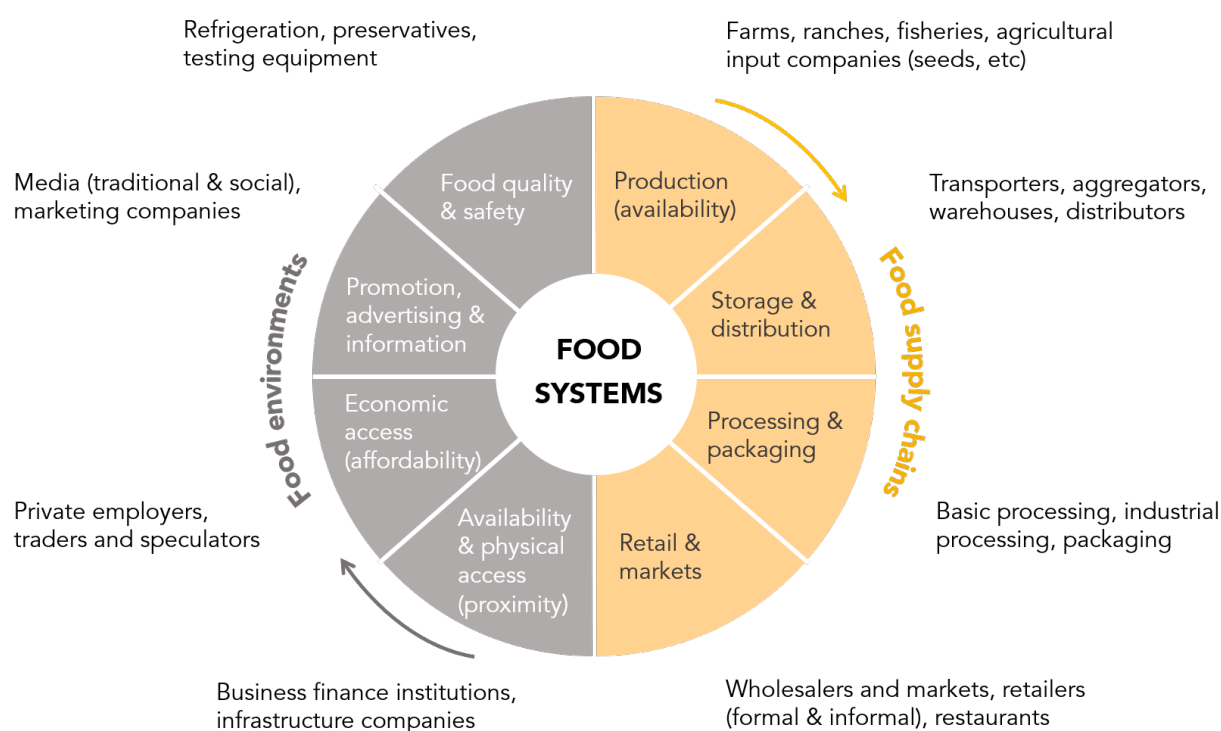 Refrigeration, preservatives,
testing equipment
Farms, ranches, fisheries, agricultural
input companies (seeds, etc)
Media (traditional & social),
marketing companies
Food quality
& safety
Production
(availability)
Transporters, aggregators,
warehouses, distributors
Food environments
Promotion,
advertising &
information
FOOD
SYSTEMS
Storage &
distribution
Food supply chains
Economic
access
(affordability)
Processing &
packaging
Private employers,
traders and speculators
Availability
& physical
access
(proximity)
Retail &
markets
Basic processing, industrial
processing, packaging
Business finance institutions,
infrastructure companies
Wholesalers and markets, retailers
(formal & informal), restaurants